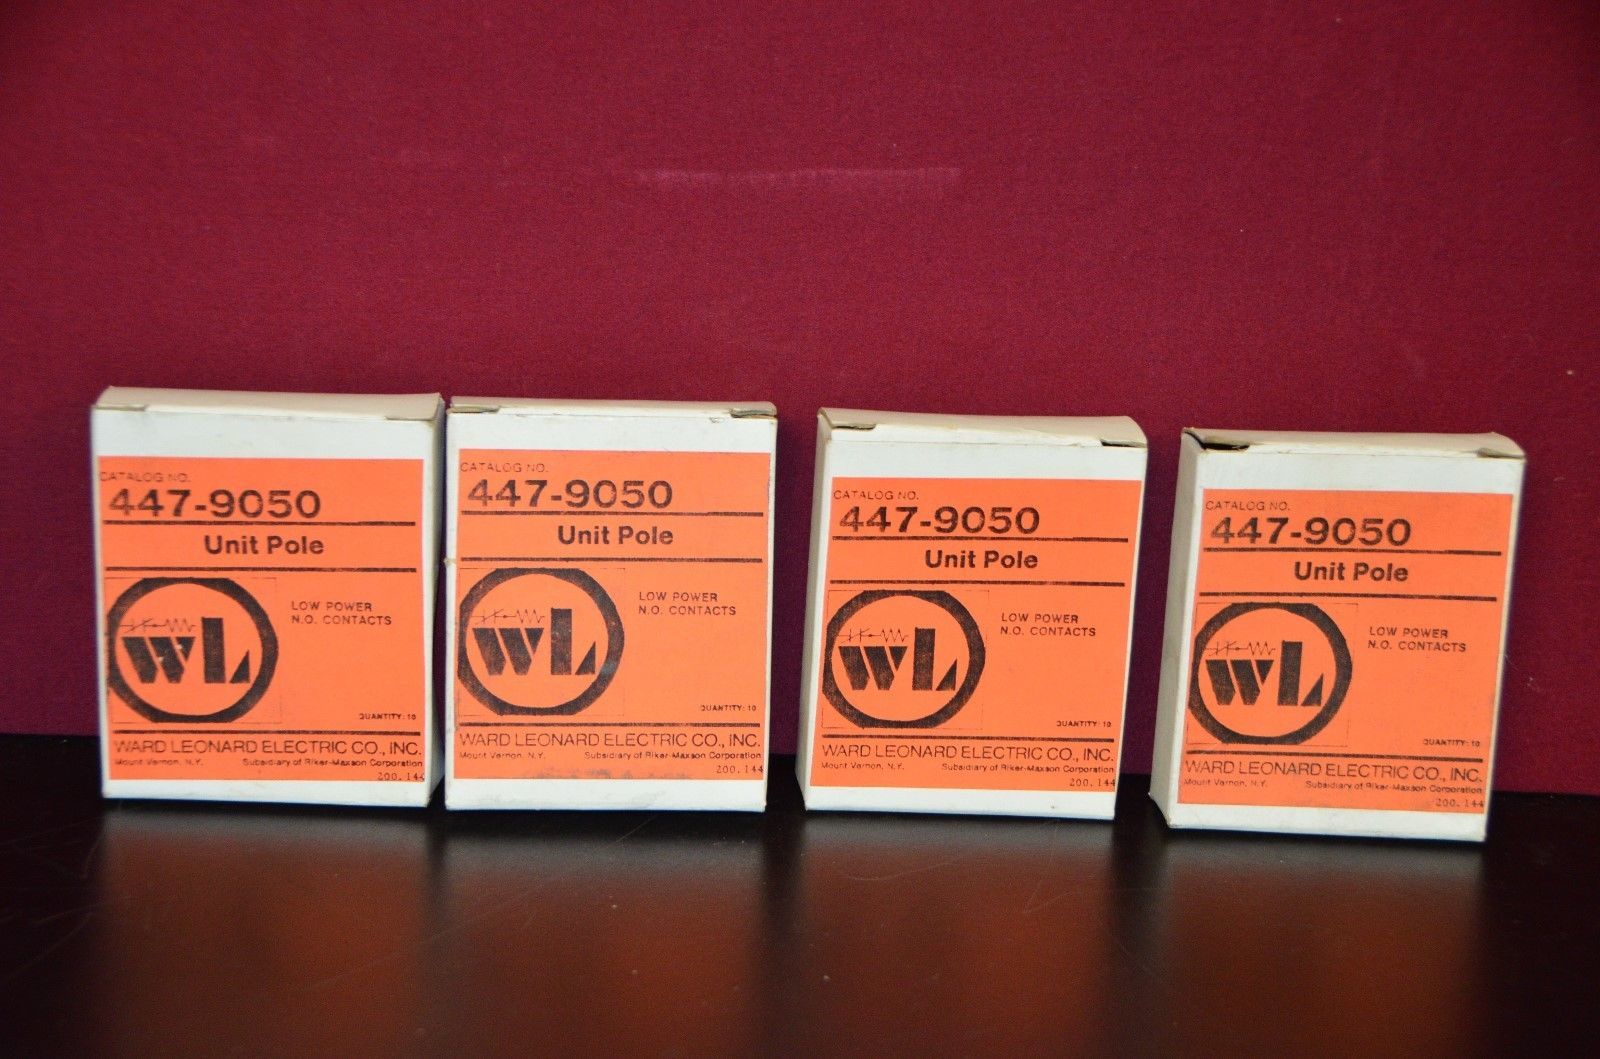 CATALOG NO.
447-9050
Unit Pole
WL
LOW POWER
N.O. CONTACTS
QUANTITY: 10
WARD LEONARD ELECTRIC CO., INC.
Mount Vernon, N.Y. Subsidiary of Riker-Maxson Corporation
200.144
CATALOG NO.
447-9050
Unit Pole
WL
LOW POWER
N.O. CONTACTS
QUANTITY: 10
WARD LEONARD ELECTRIC CO., INC.
Mount Vernon, N.Y. Subsidiary of Riker-Maxson Corporation
200.144
CATALOG NO.
447-9050
Unit Pole
WL
LOW POWER
N.O. CONTACTS
QUANTITY: 10
WARD LEONARD ELECTRIC CO., INC.
Mount Vernon, N.Y. Subsidiary of Riker-Maxson Corporation
200.144
CATALOG NO.
447-9050
Unit Pole
WL
LOW POWER
N.O. CONTACTS
QUANTITY: 10
WARD LEONARD ELECTRIC CO., INC.
Mount Vernon, N.Y. Subsidiary of Riker-Maxson Corporation
200.144